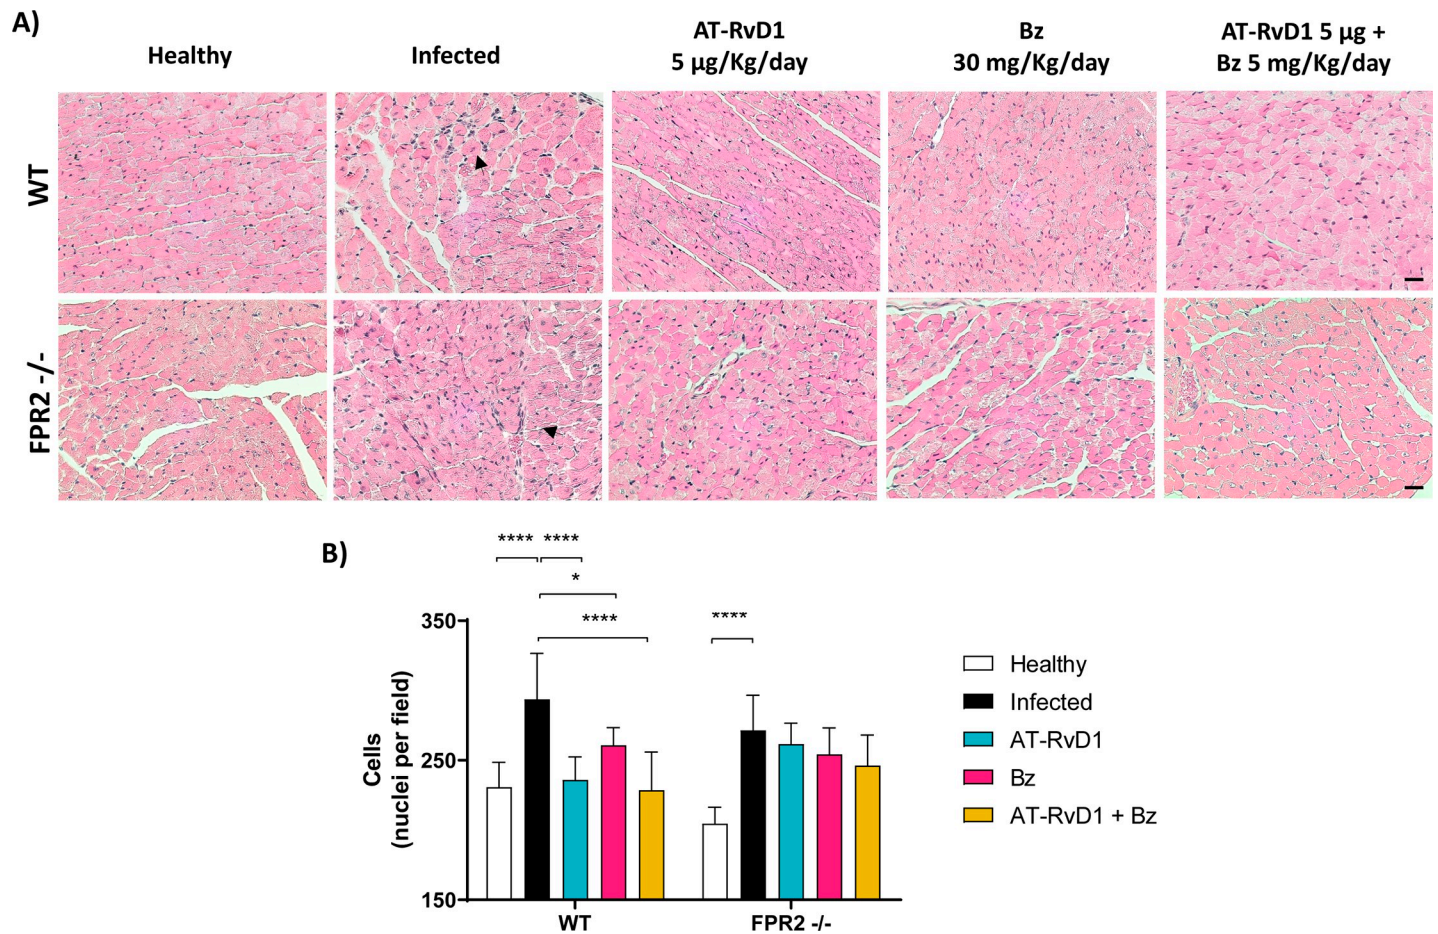 A)
Healthy
Infected
AT-RvD1
5 µg/Kg/day
Bz
30 mg/Kg/day
AT-RvD1 5 µg +
Bz 5 mg/Kg/day
WT
FPR2 -/-
B)
**** ****
*
****
****
350
250
150
Cells
(nuclei per field)
WT
FPR2 -/-
Healthy
Infected
AT-RvD1
Bz
AT-RvD1 + Bz